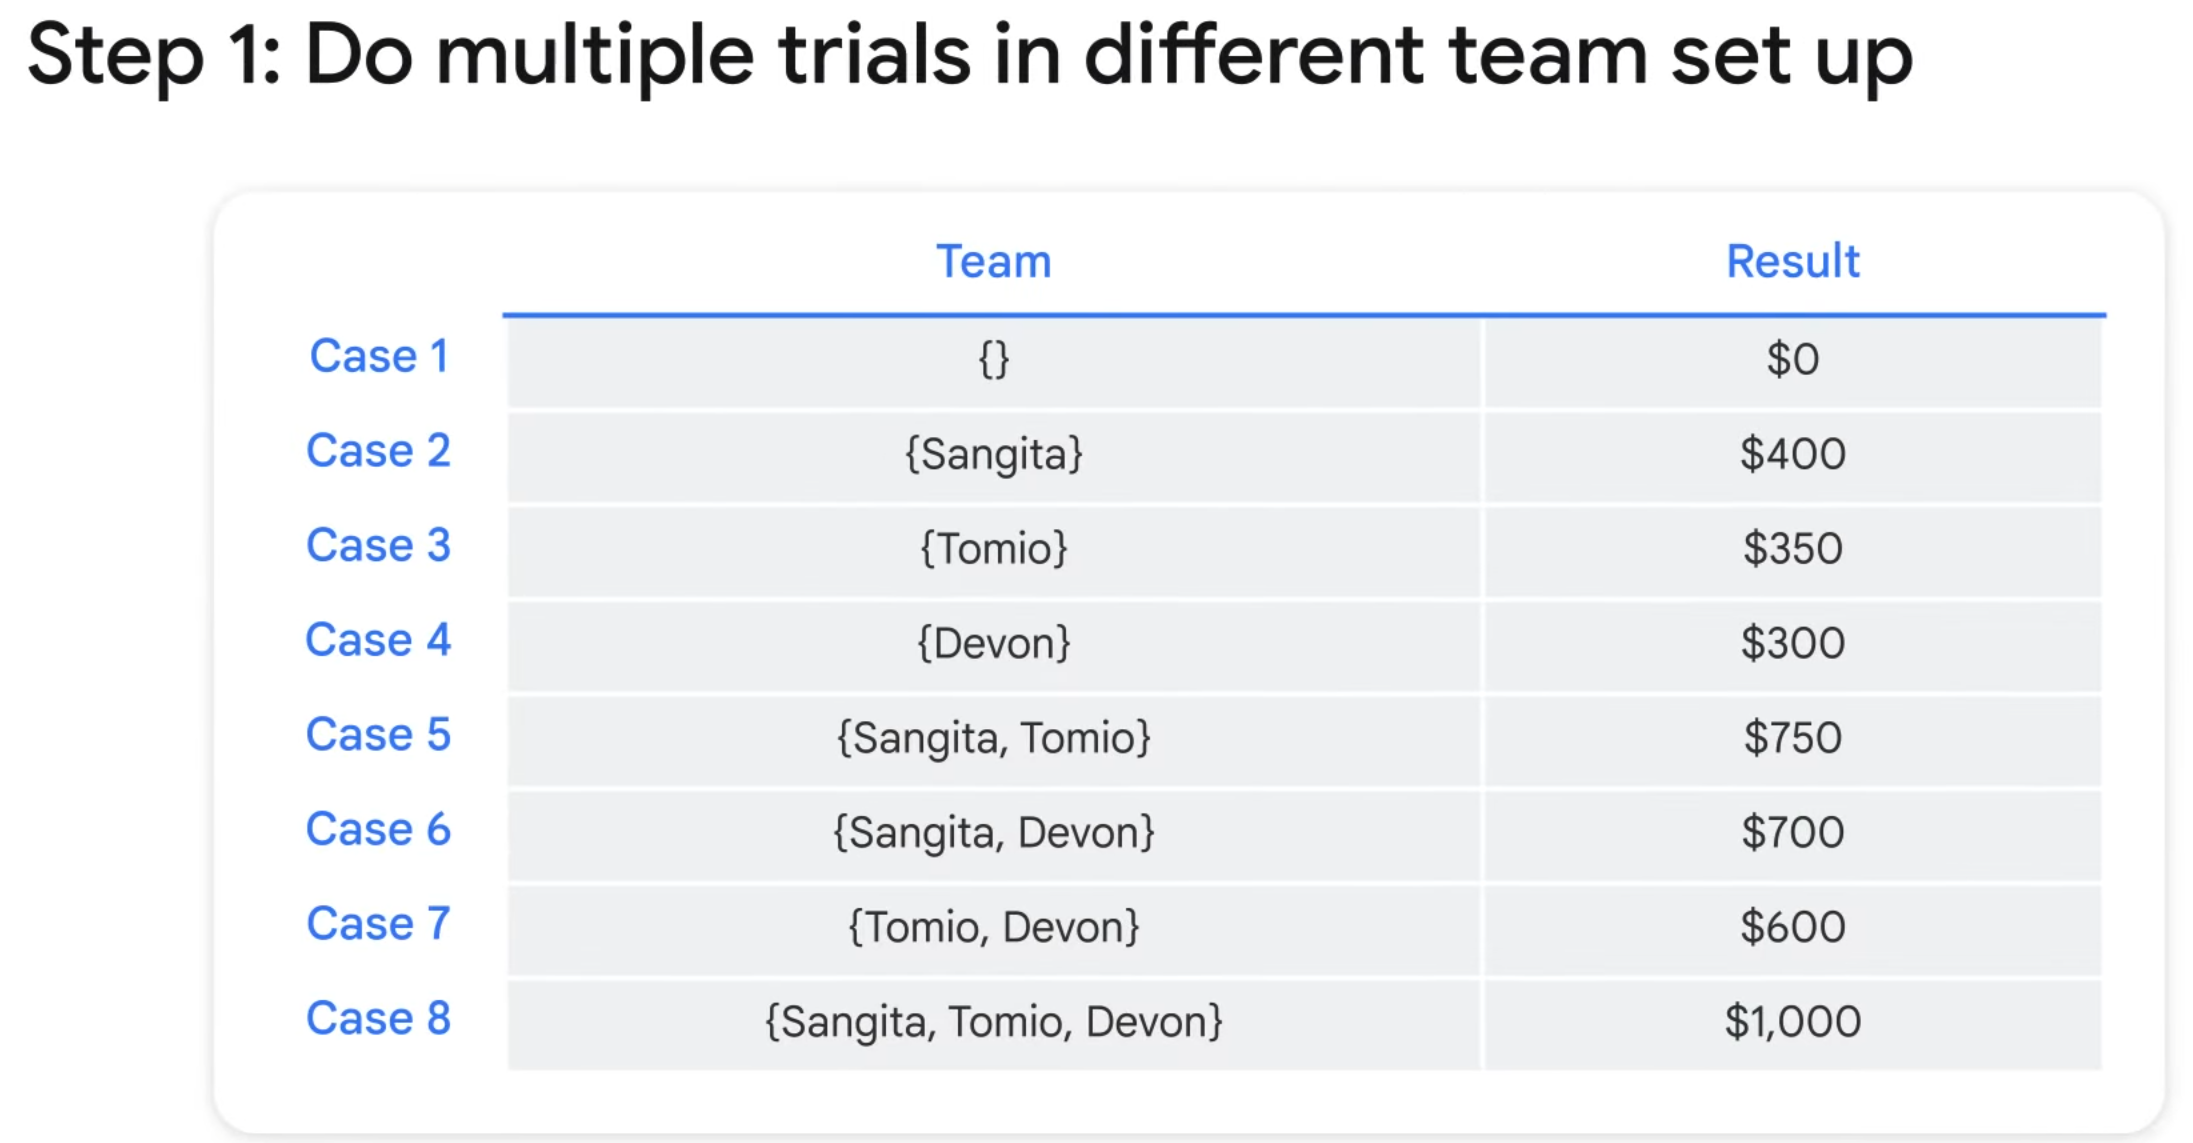 Step 1: Do multiple trials in different team set up
Team Result
Case 1 {} $0
Case 2 {Sangita} $400
Case 3 {Tomio} $350
Case 4 {Devon} $300
Case 5 {Sangita, Tomio} $750
Case 6 {Sangita, Devon} $700
Case 7 {Tomio, Devon} $600
Case 8 {Sangita, Tomio, Devon} $1,000